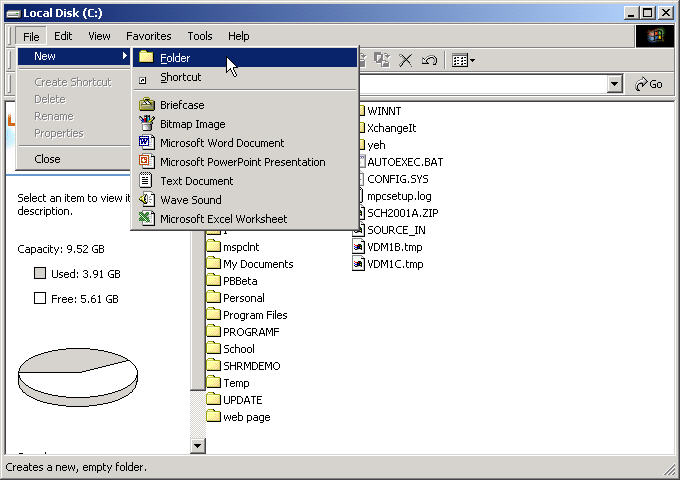 Local Disk (C:)
File Edit View Favorites Tools Help
New
Create Shortcut
Delete
Rename
Properties
Close
Folder
Shortcut
Briefcase
Bitmap Image
Microsoft Word Document
Microsoft PowerPoint Presentation
Text Document
Wave Sound
Microsoft Excel Worksheet
Go
Select an item to view it
description.
Capacity: 9.52 GB
Used: 3.91 GB
Free: 5.61 GB
mspclnt
My Documents
PBBeta
Personal
Program Files
PROGRAMF
School
SHRMDEMO
Temp
UPDATE
web page
WINNT
XchangeIt
yeh
AUTOEXEC.BAT
CONFIG.SYS
mpcsetup.log
SCH2001A.ZIP
SOURCE_IN
VDM1B.tmp
VDM1C.tmp
Creates a new, empty folder.